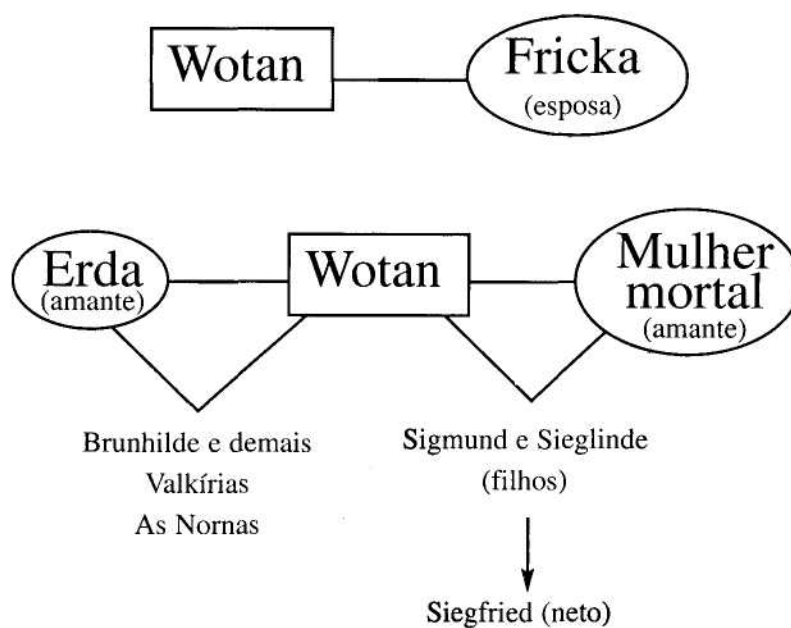 Wotan
Fricka
(esposa)
Erda
(amante)
Wotan
Mulher
mortal
(amante)
Brunhilde e demais
Valkírias
As Nornas
Sigmund e Sieglinde
(filhos)
Siegfried (neto)